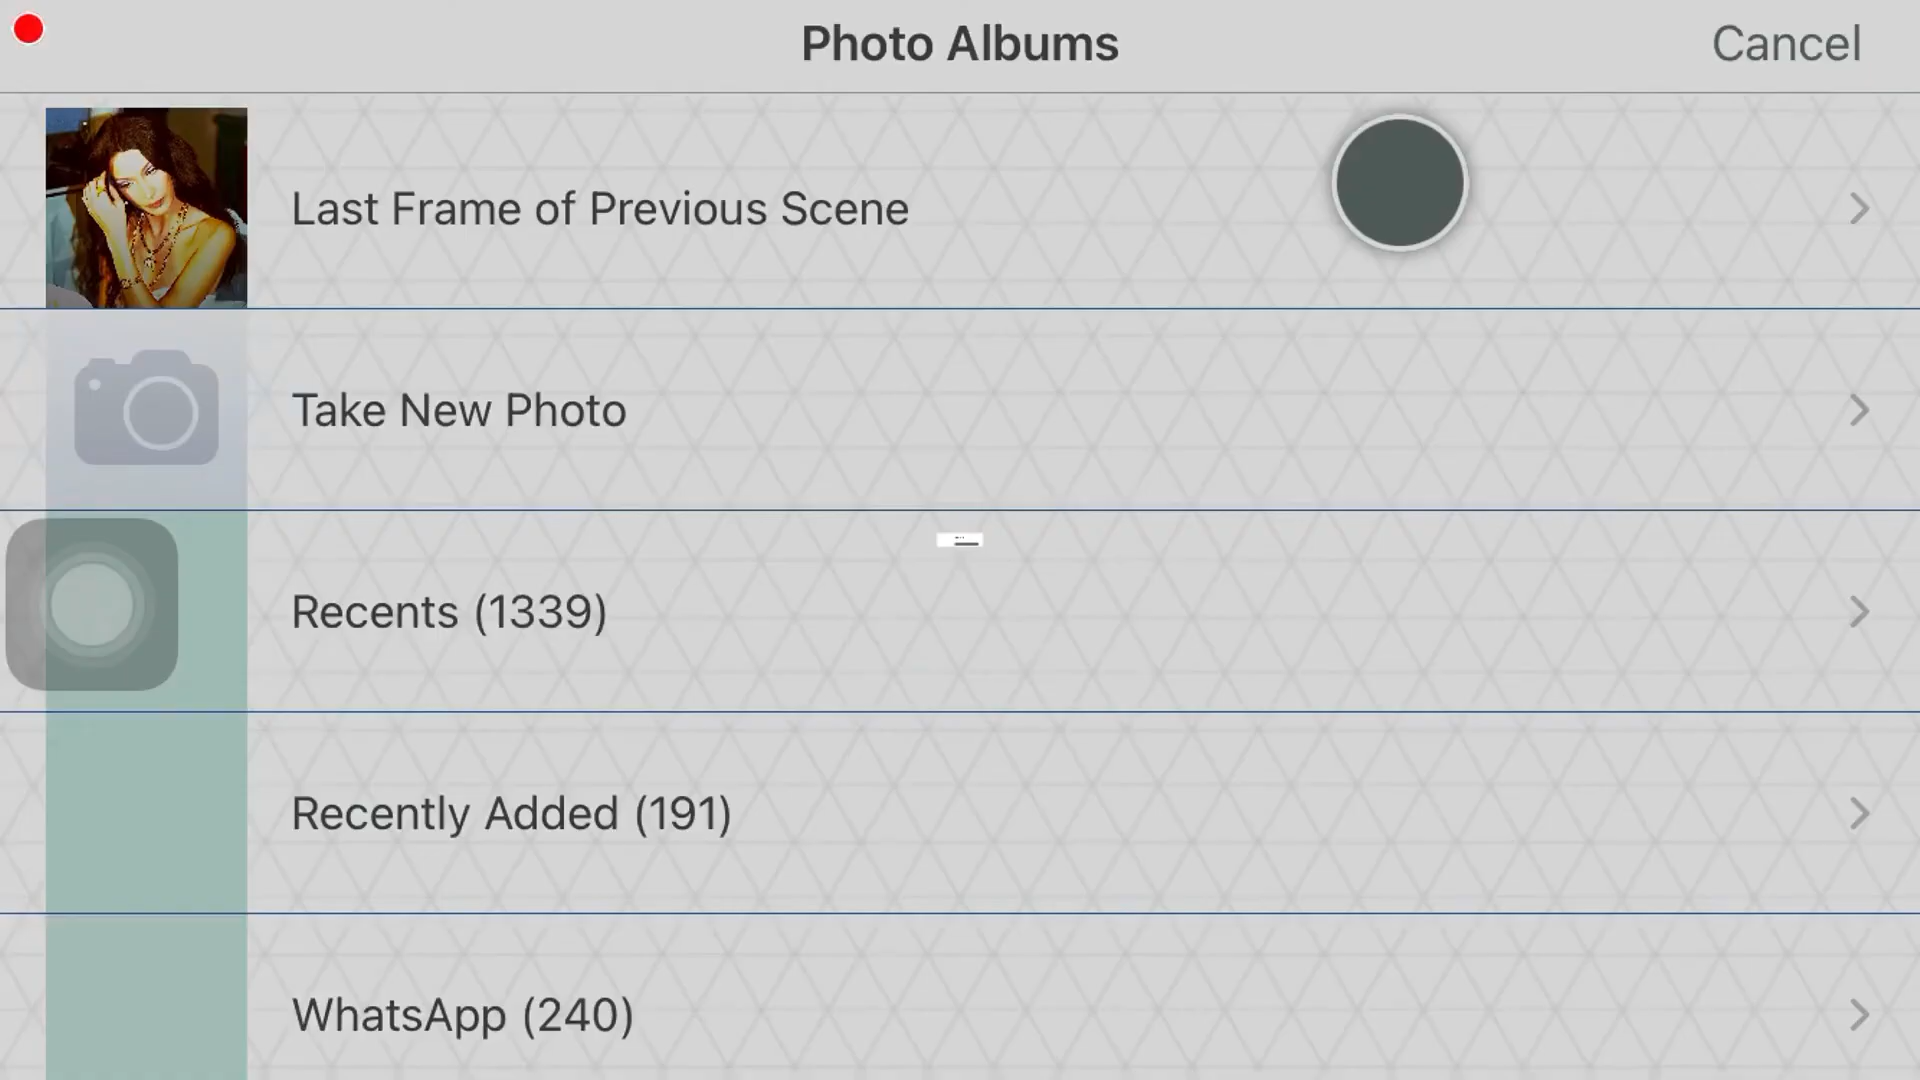 Photo Albums
Cancel
Last Frame of Previous Scene
Take New Photo
Recents (1339)
Recently Added (191)
WhatsApp (240)